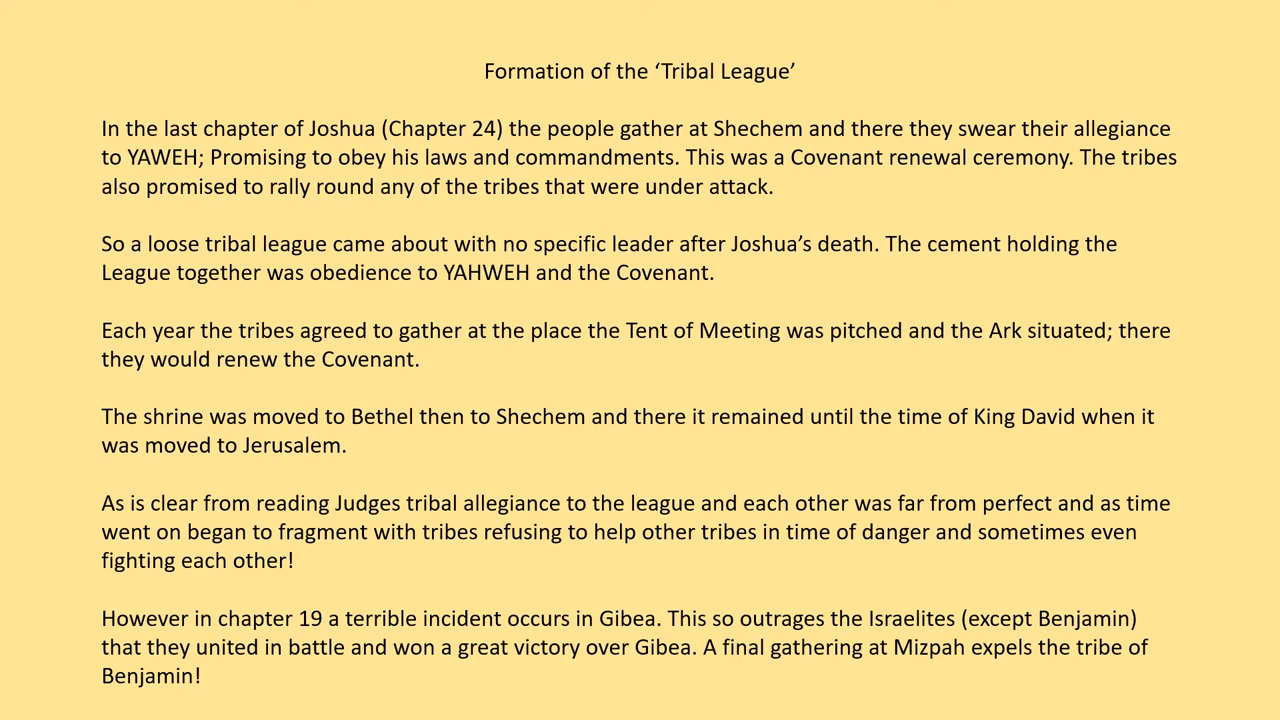 Formation of the ‘Tribal League’
In the last chapter of Joshua (Chapter 24) the people gather at Shechem and there they swear their allegiance
to YAWEH; Promising to obey his laws and commandments. This was a Covenant renewal ceremony. The tribes
also promised to rally round any of the tribes that were under attack.
So a loose tribal league came about with no specific leader after Joshua’s death. The cement holding the
League together was obedience to YAHWEH and the Covenant.
Each year the tribes agreed to gather at the place the Tent of Meeting was pitched and the Ark situated; there
they would renew the Covenant.
The shrine was moved to Bethel then to Shechem and there it remained until the time of King David when it
was moved to Jerusalem.
As is clear from reading Judges tribal allegiance to the league and each other was far from perfect and as time
went on began to fragment with tribes refusing to help other tribes in time of danger and sometimes even
fighting each other!
However in chapter 19 a terrible incident occurs in Gibea. This so outrages the Israelites (except Benjamin)
that they united in battle and won a great victory over Gibea. A final gathering at Mizpah expels the tribe of
Benjamin!